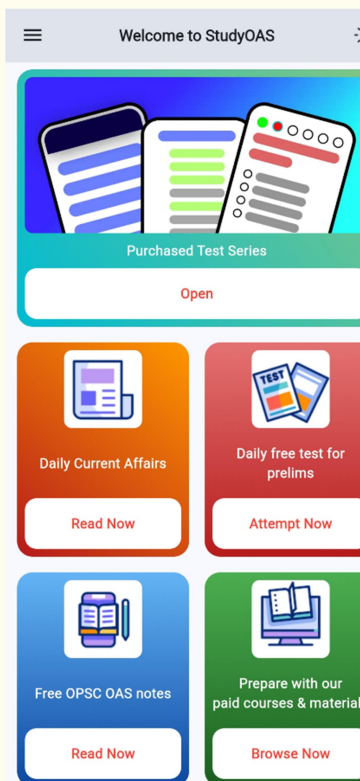 Welcome to StudyOAS
Purchased Test Series
Open
TEST
Daily Current Affairs
Read Now
Daily free test for
prelims
Attempt Now
Free OPSC OAS notes
Read Now
Prepare with our
paid courses & material
Browse Now